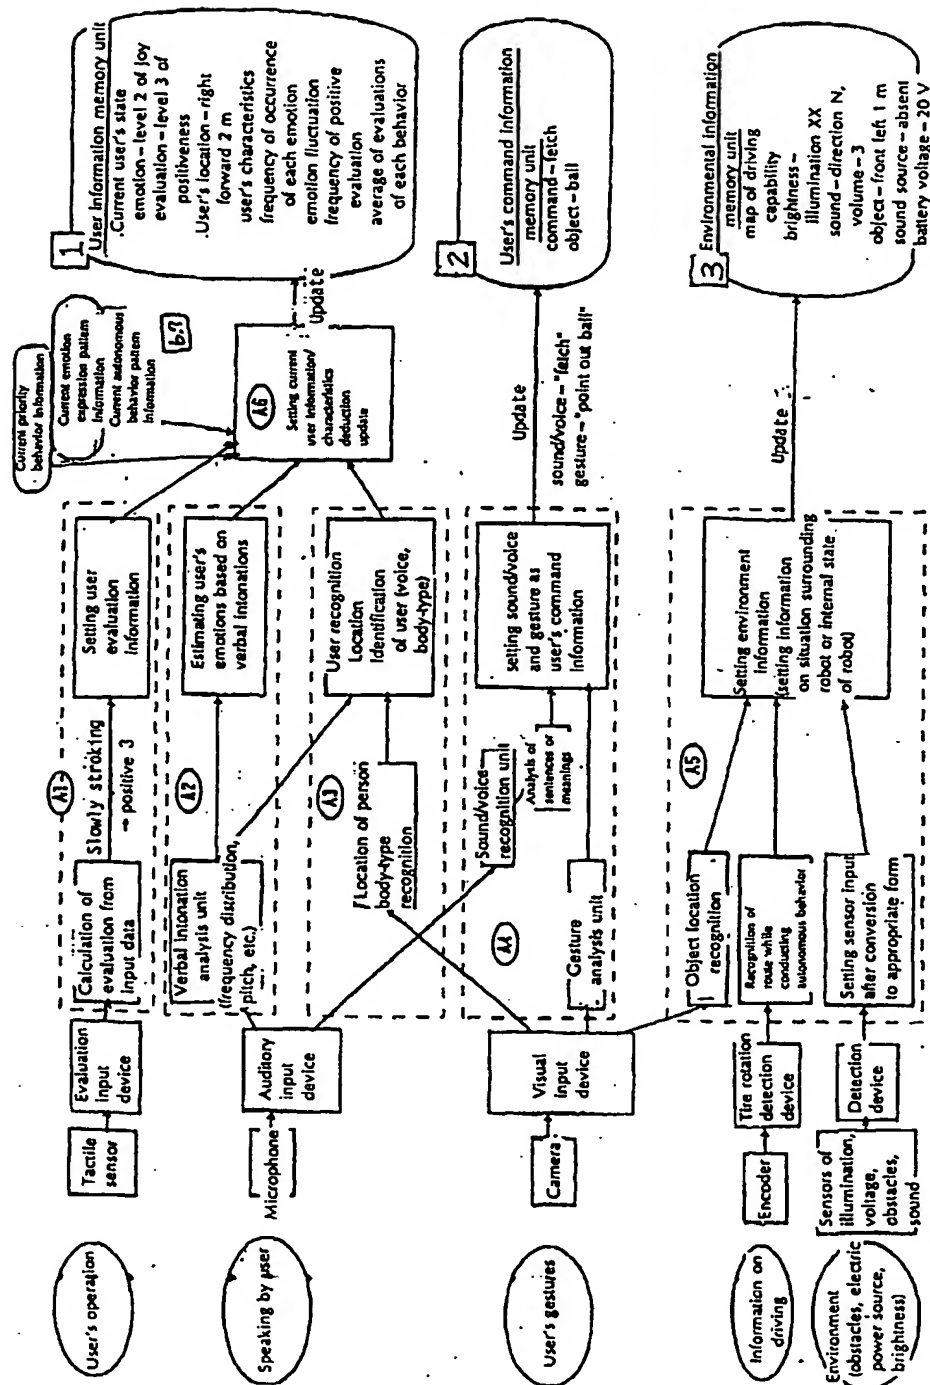 User's operation
Tactile
sensor
Evaluation
Input
device
Calculation of
evaluation from
Input data
A1
Slowly stroking
→ positive 3
Setting user
evaluation
Information
Current priority
behavior Information
Current emotion
expression pattern
Information
Current autonomous
behavior pattern
Information
b.7
Speaking by user
Microphone
Auditory
input
device
Verbal intonation
analysis unit
(frequency distribution,
pitch, etc.)
A2
Estimating user's
emotions based on
verbal intonations
Location of person
body-type
recognition
A3
User recognition
Location
Identification
of user (voice,
body-type)
A6
Setting current
user Information/
characteristics
deduction
update
Update
1
User Information memory unit
.Current user's state
emotion-level 2 of Joy
evaluation-level 3 of
positiveness
.User's location-right
forward 2 m
user's characteristics
frequency of occurrence
of each emotion
emotion fluctuation
frequency of positive
evaluation
average of evaluations
of each behavior
User's gestures
Camera
Visual
Input
device
Sound/voice
recognition unit
Analysis of
sentences or
meanings
A4
Gesture
analysis unit
setting sound/voice
and gesture as
user's command
Information
Update
sound/voice-"fetch"
gesture-"point out ball"
2
User's command Information
memory unit
command-fetch
object-ball
Information on
driving
Encoder
Tire rotation
detection
device
Environment
(obstacles, electric
power source,
brightness)
Sensors of
illumination,
voltage,
obstacles,
sound
Detection
device
Object location
recognition
A5
Recognition of
route while
conducting
autonomous behavior
Setting sensor Input
after conversion
to appropriate form
Setting environment
information
(setting Information
on situation surrounding
robot or internal state
of robot)
Update
3
Environmental information
memory unit
map of driving
capability
brightness-
illumination XX
sound-direction N,
volume-3
object-front left 1 m
sound source-absent
battery voltage-20 V